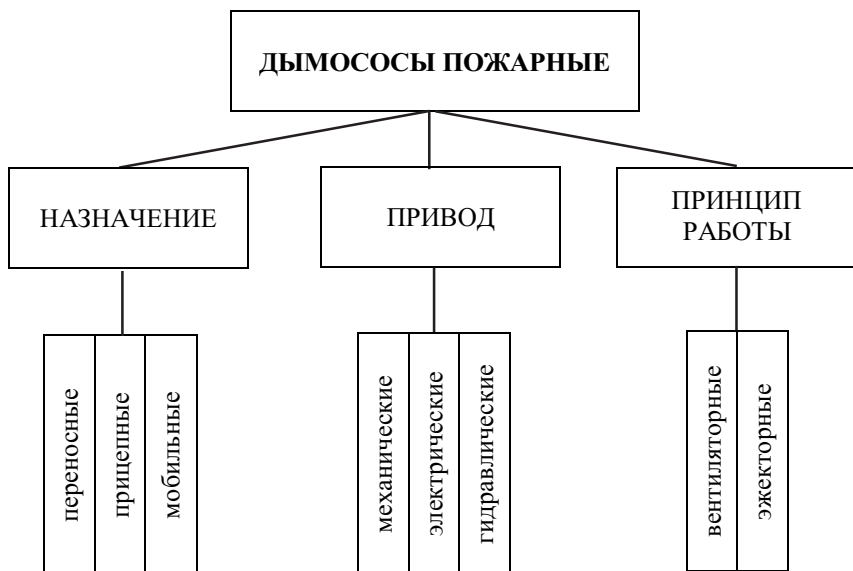 ДЫМОСОСЫ ПОЖАРНЫЕ
НАЗНАЧЕНИЕ
ПРИВОД
ПРИНЦИП
РАБОТЫ
переносные
прицепные
мобильные
механические
электрические
гидравлические
вентиляторные
эжекторные